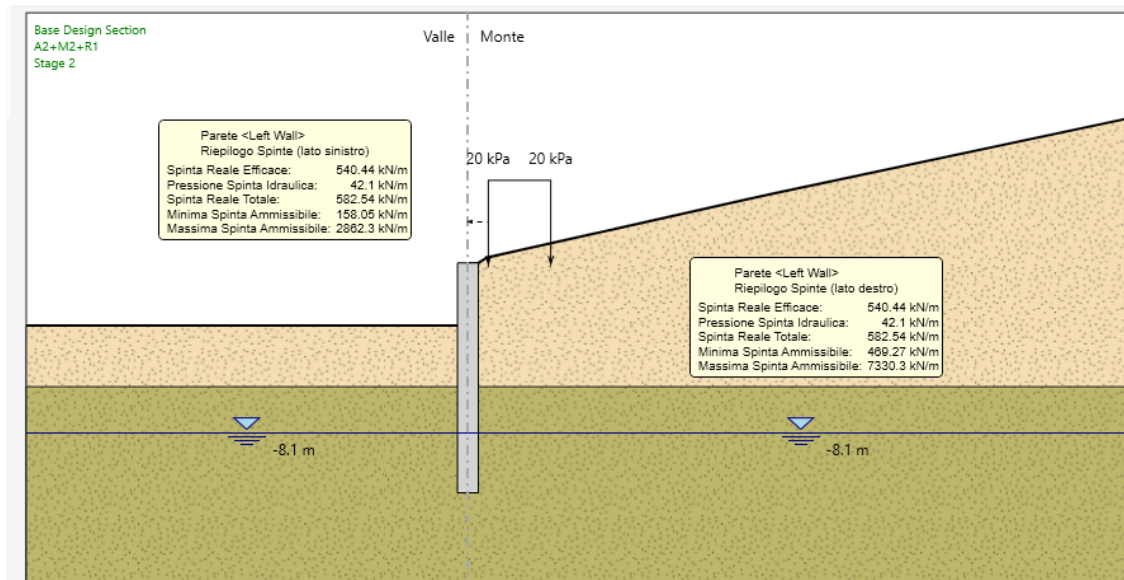 Base Design Section
A2+M2+R1
Stage 2
Valle
Monte
Parete <Left Wall>
Riepilogo Spinte (lato sinistro)
Spinta Reale Efficace: 540.44 kN/m
Pressione Spinta Idraulica: 42.1 kN/m
Spinta Reale Totale: 582.54 kN/m
Minima Spinta Ammissibile: 158.05 kN/m
Massima Spinta Ammissibile: 2862.3 kN/m
20 kPa
20 kPa
Parete <Left Wall>
Riepilogo Spinte (lato destro)
Spinta Reale Efficace: 540.44 kN/m
Pressione Spinta Idraulica: 42.1 kN/m
Spinta Reale Totale: 582.54 kN/m
Minima Spinta Ammissibile: 469.27 kN/m
Massima Spinta Ammissibile: 7330.3 kN/m
-8.1 m
-8.1 m